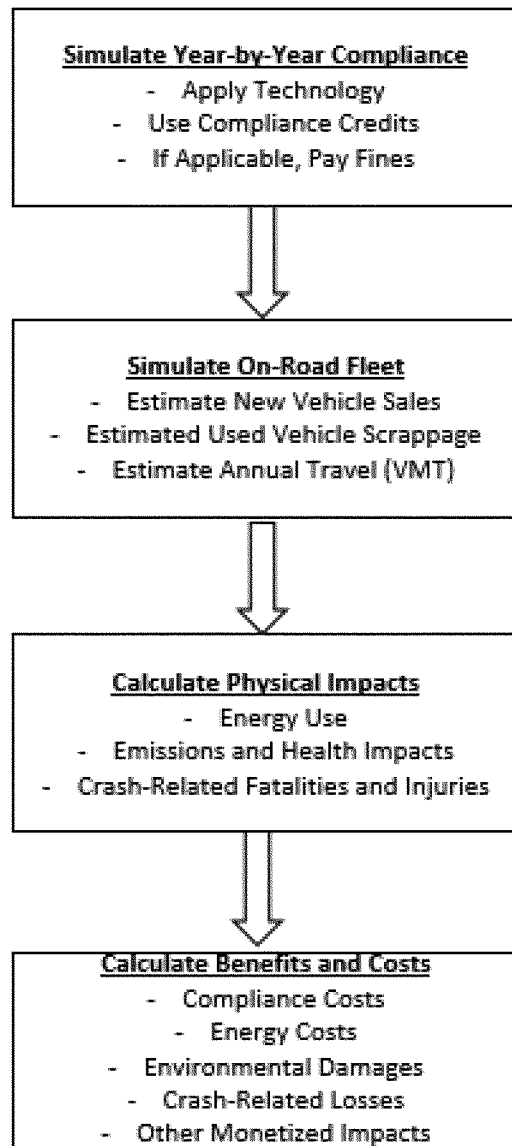 Simulate Year-by-Year Compliance
- Apply Technology
- Use Compliance Credits
- If Applicable, Pay Fines
Simulate On-Road Fleet
- Estimate New Vehicle Sales
- Estimated Used Vehicle Scrappage
- Estimate Annual Travel (VMT)
Calculate Physical Impacts
- Energy Use
- Emissions and Health Impacts
- Crash-Related Fatalities and Injuries
Calculate Benefits and Costs
- Compliance Costs
- Energy Costs
- Environmental Damages
- Crash-Related Losses
- Other Monetized Impacts